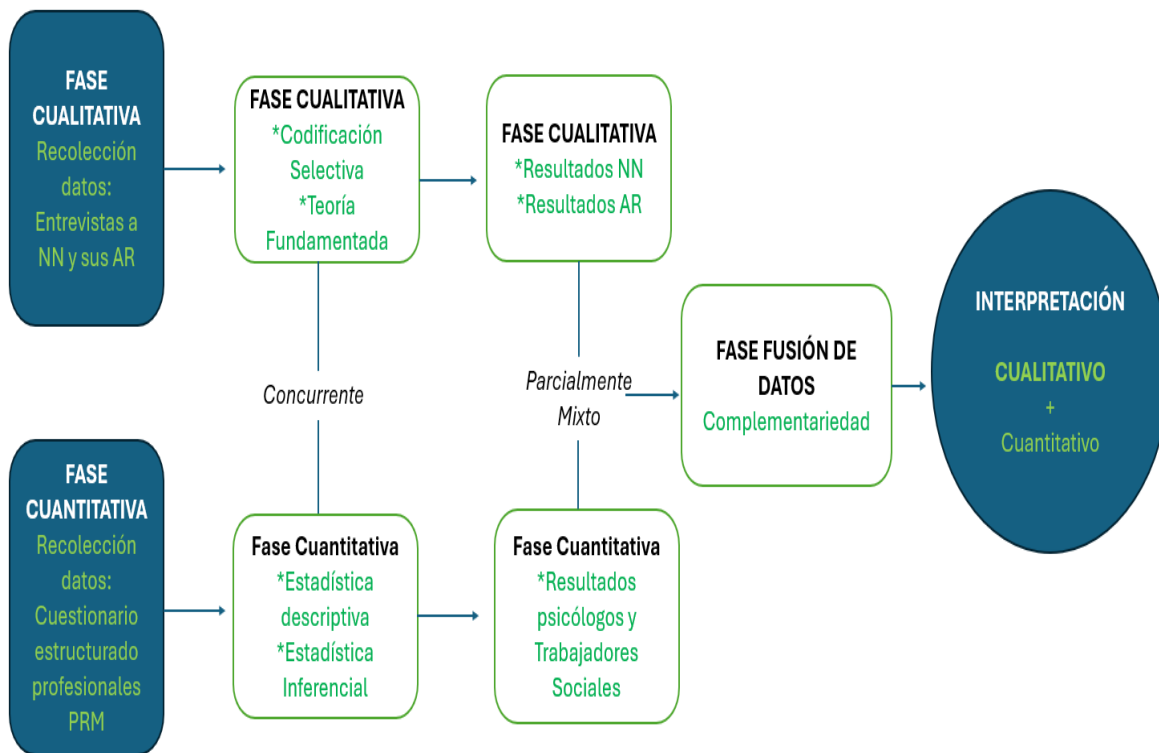 FASE
CUALITATIVA
Recolección
datos:
Entrevistas a
NN y sus AR
FASE CUALITATIVA
*Codificación
Selectiva
*Teoría
Fundamentada
FASE CUALITATIVA
*Resultados NN
*Resultados AR
Concurrente
Parcialmente
Mixto
FASE FUSIÓN DE
DATOS
Complementariedad
INTERPRETACIÓN
CUALITATIVO
+
Cuantitativo
FASE
CUANTITATIVA
Recolección
datos:
Cuestionario
estructurado
profesionales
PRM
Fase Cuantitativa
*Estadística
descriptiva
*Estadística
Inferencial
Fase Cuantitativa
*Resultados
psicólogos y
Trabajadores
Sociales